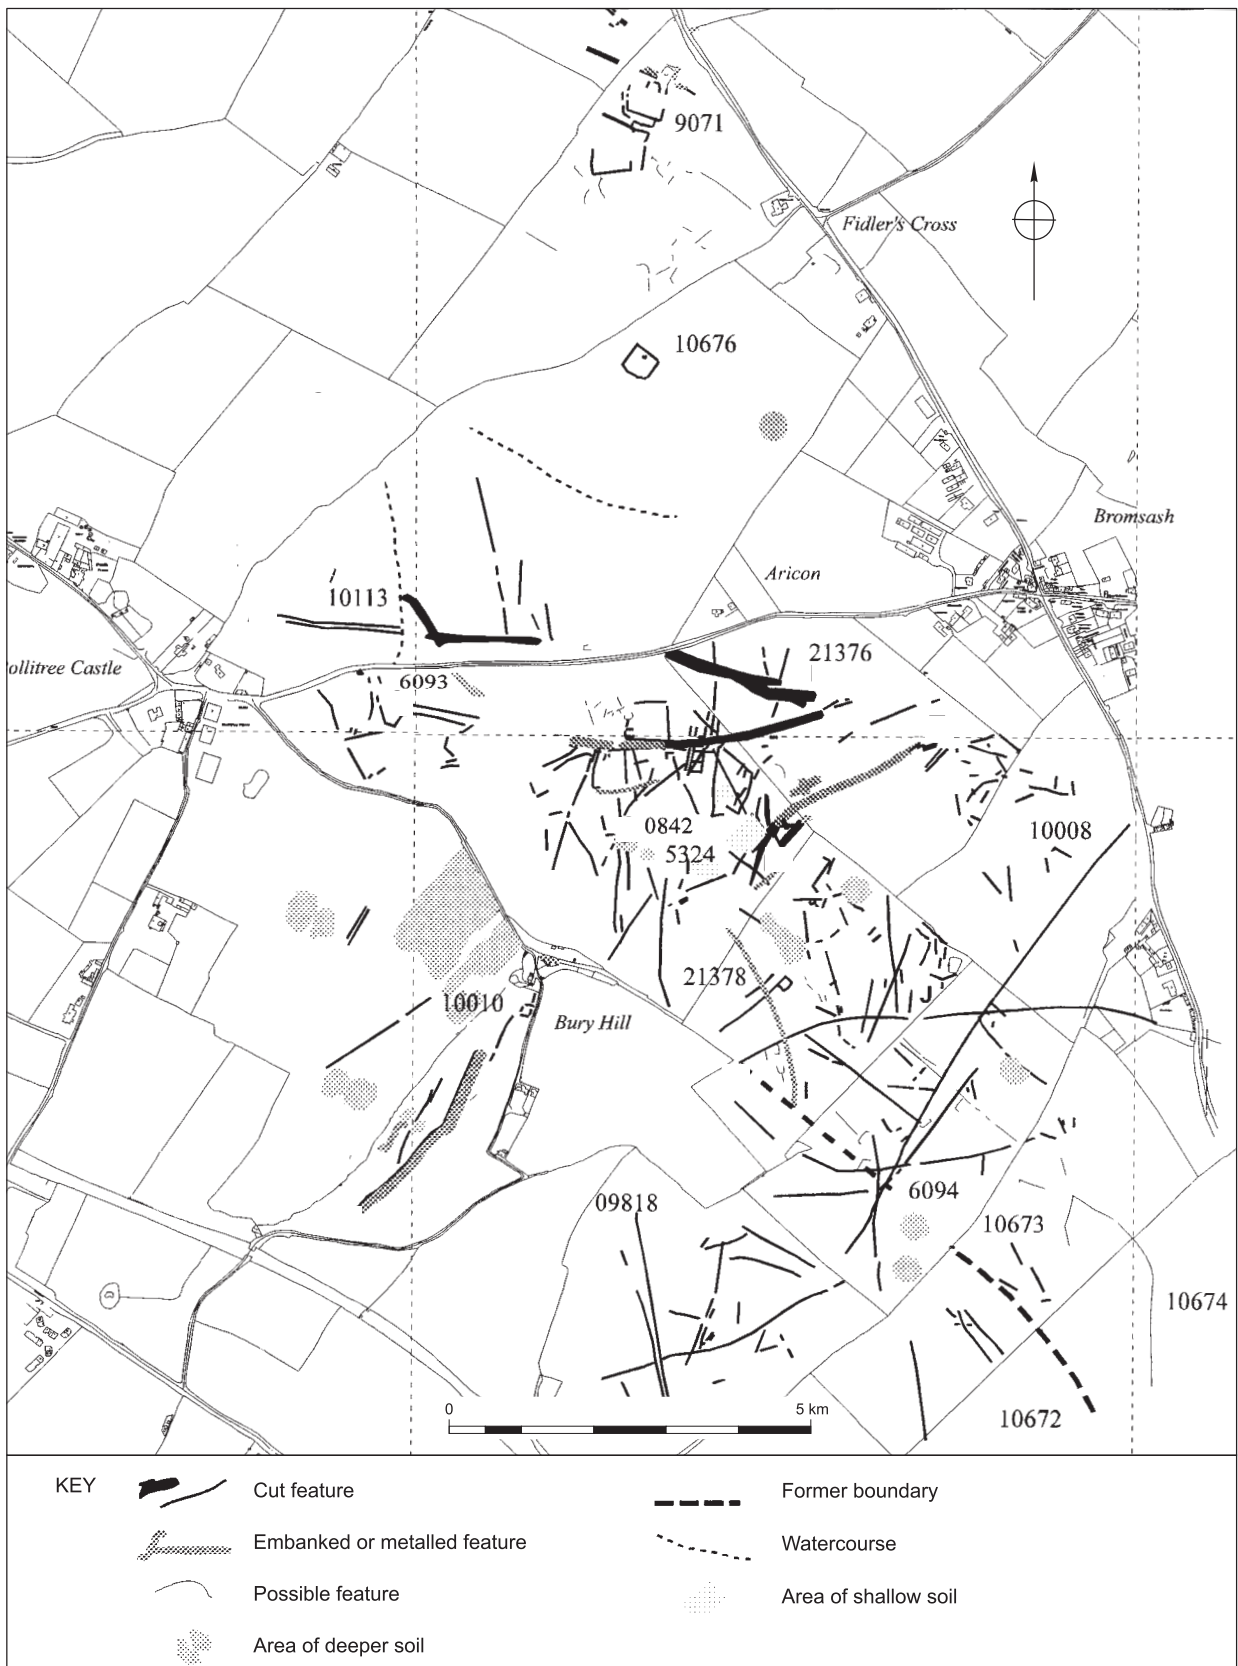 9071
Fidler's Cross
10676
Bromsash
Aricon
10113
21376
ollitree Castle
6093
0842
10008
5324
21378
10010
Bury Hill
6094
09818
10673
10674
0
5 km
10672
KEY
Cut feature
Former boundary
Embanked or metalled feature
Watercourse
Possible feature
Area of shallow soil
Area of deeper soil